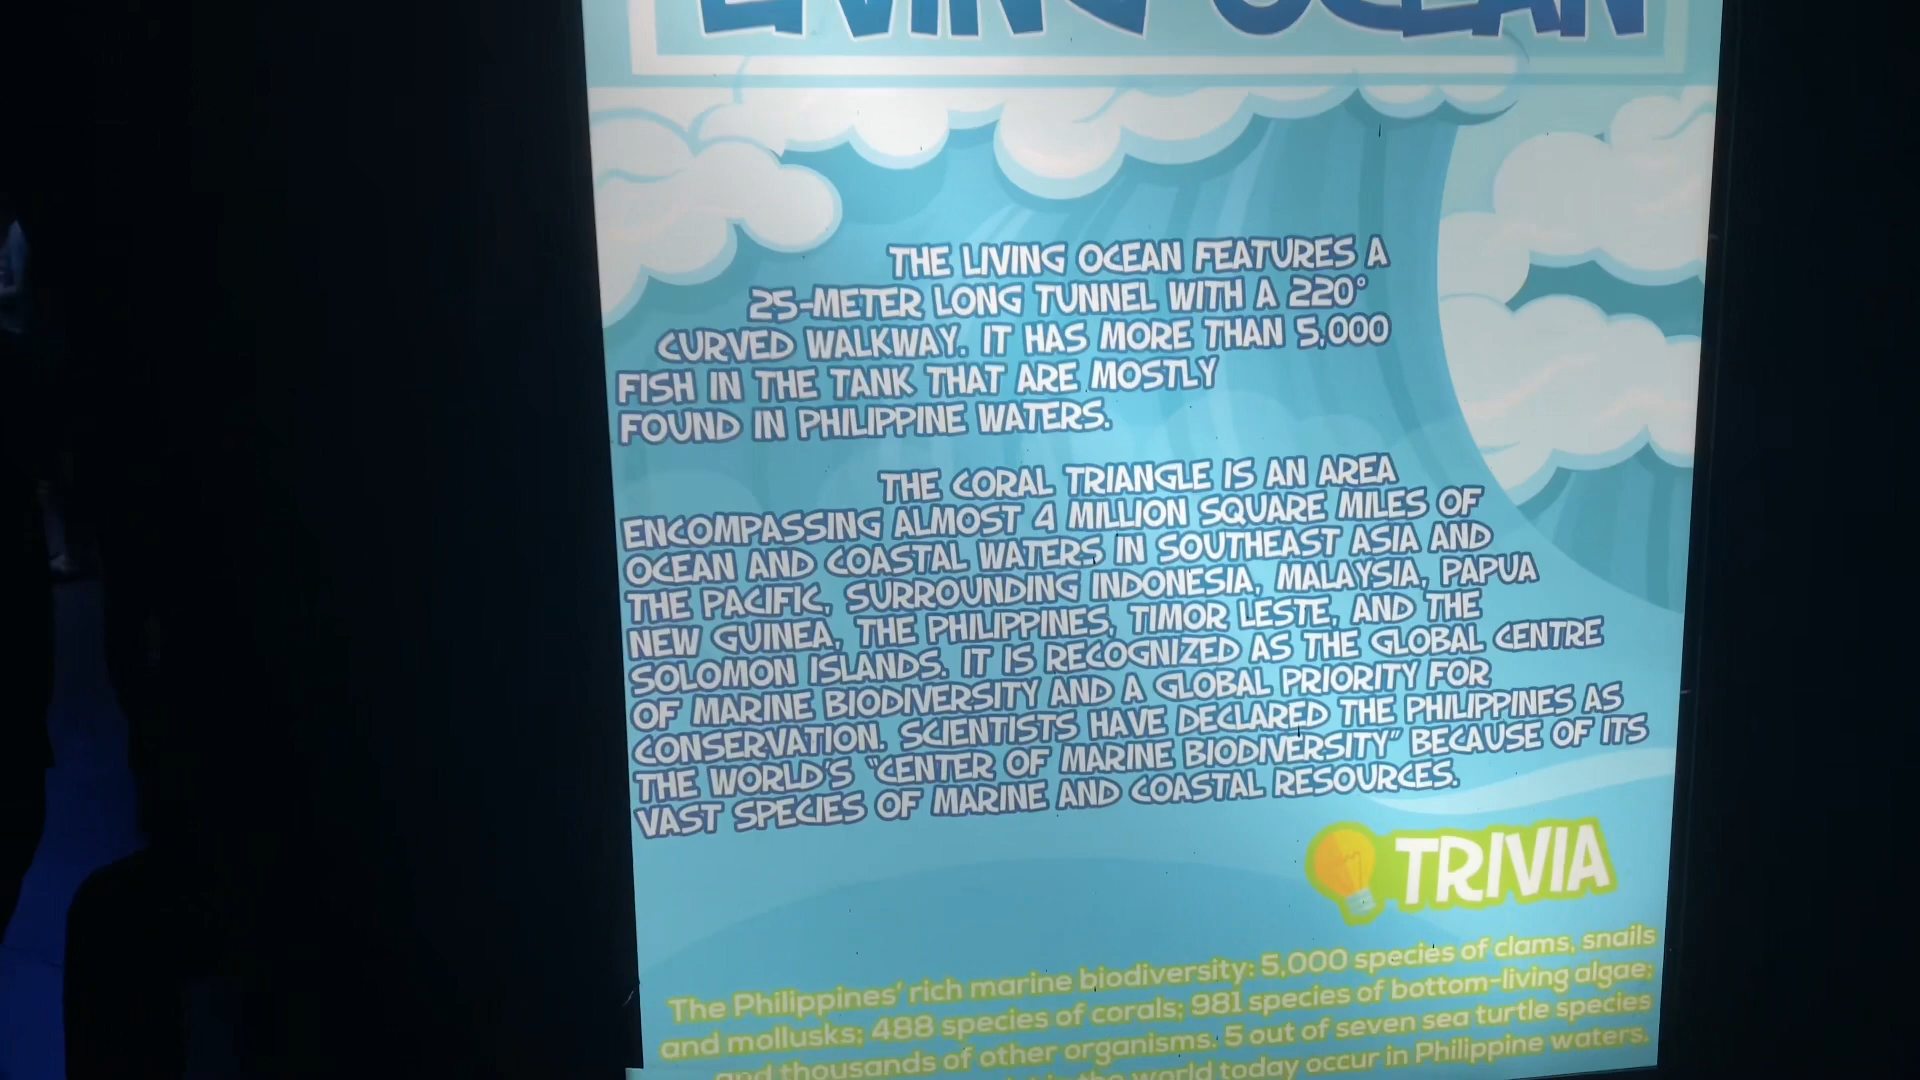 LIVING OCEAN
THE LIVING OCEAN FEATURES A
25-METER LONG TUNNEL WITH A 220°
CURVED WALKWAY. IT HAS MORE THAN 5,000
FISH IN THE TANK THAT ARE MOSTLY
FOUND IN PHILIPPINE WATERS.
THE CORAL TRIANGLE IS AN AREA
ENCOMPASSING ALMOST 4 MILLION SQUARE MILES OF
OCEAN AND COASTAL WATERS IN SOUTHEAST ASIA AND
THE PACIFIC, SURROUNDING INDONESIA, MALAYSIA, PAPUA
NEW GUINEA, THE PHILIPPINES, TIMOR LESTE, AND THE
SOLOMON ISLANDS. IT IS RECOGNIZED AS THE GLOBAL CENTRE
OF MARINE BIODIVERSITY AND A GLOBAL PRIORITY FOR
CONSERVATION. SCIENTISTS HAVE DECLARED THE PHILIPPINES AS
THE WORLD'S "CENTER OF MARINE BIODIVERSITY" BECAUSE OF ITS
VAST SPECIES OF MARINE AND COASTAL RESOURCES.
TRIVIA
The Philippines' rich marine biodiversity: 5,000 species of clams, snails
and mollusks; 488 species of corals; 981 species of bottom-living algae;
and thousands of other organisms. 5 out of seven sea turtle species
the world today occur in Philippine waters.